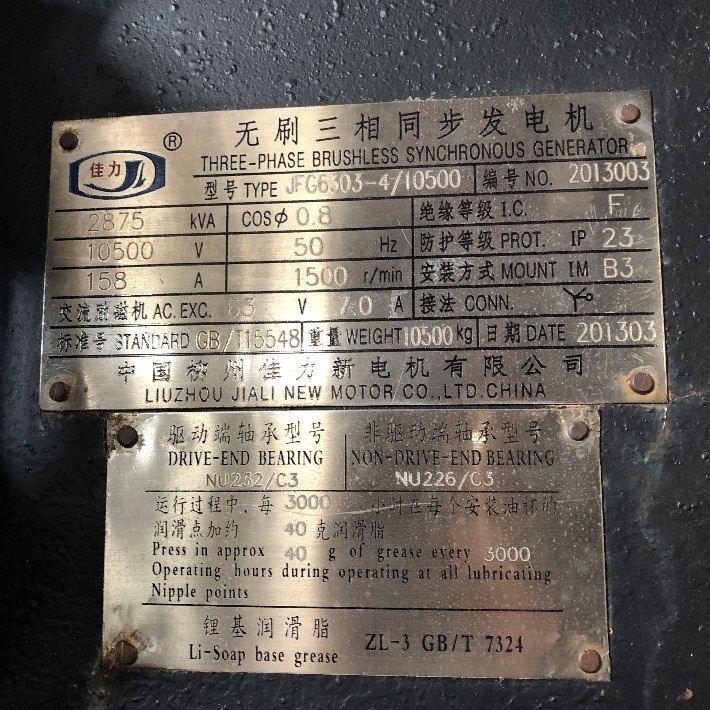 佳力 ® 无刷三相同步发电机
THREE-PHASE BRUSHLESS SYNCHRONOUS GENERATOR
型号 TYPE JFG6303-4/10500 编号 NO. 2013003
2875 kVA COSΦ 0.8 绝缘等级 I.C. F
10500 V 50 Hz 防护等级 PROT. IP 23
158 A 1500 r/min 安装方式 MOUNT IM B3
交流励磁机 AC. EXC. 63 V 7.0 A 接法 CONN.
标准号 STANDARD GB/T15548 重量 WEIGHT 10500 kg 日期 DATE 201303
中国柳州佳力新电机有限公司
LIUZHOU JIALI NEW MOTOR CO.,LTD.CHINA
驱动端轴承型号 非驱动端轴承型号
DRIVE-END BEARING NON-DRIVE-END BEARING
NU232/C3 NU226/C3
运行过程中，每 3000 小时在每个安装油杯的
润滑点加约 40 克润滑脂
Press in approx 40 g of grease every 3000
Operating hours during operating at all lubricating
Nipple points
锂基润滑脂 ZL-3 GB/T 7324
Li-Soap base grease